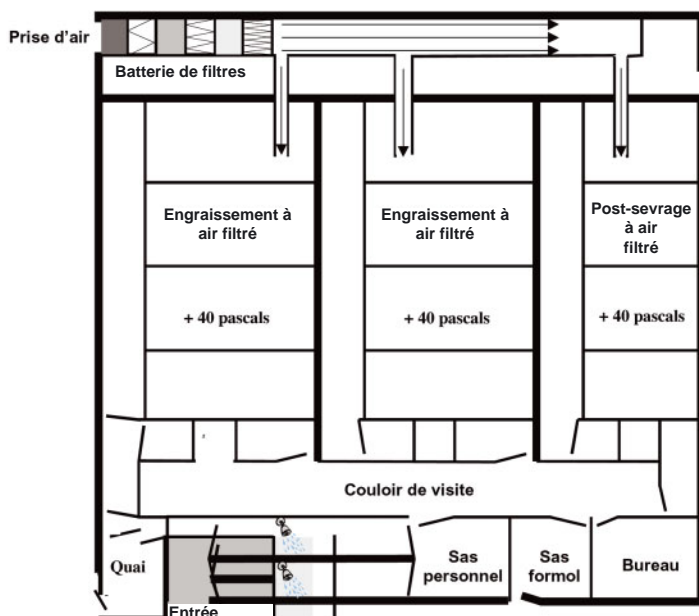 Prise d'air
Batterie de filtres
Engraissement à
air filtré
Engraissement à
air filtré
Post-sevrage
à air
filtré
+ 40 pascals
+ 40 pascals
+ 40 pascals
Couloir de visite
Quai
Sas
personnel
Sas
formol
Bureau
Entrée